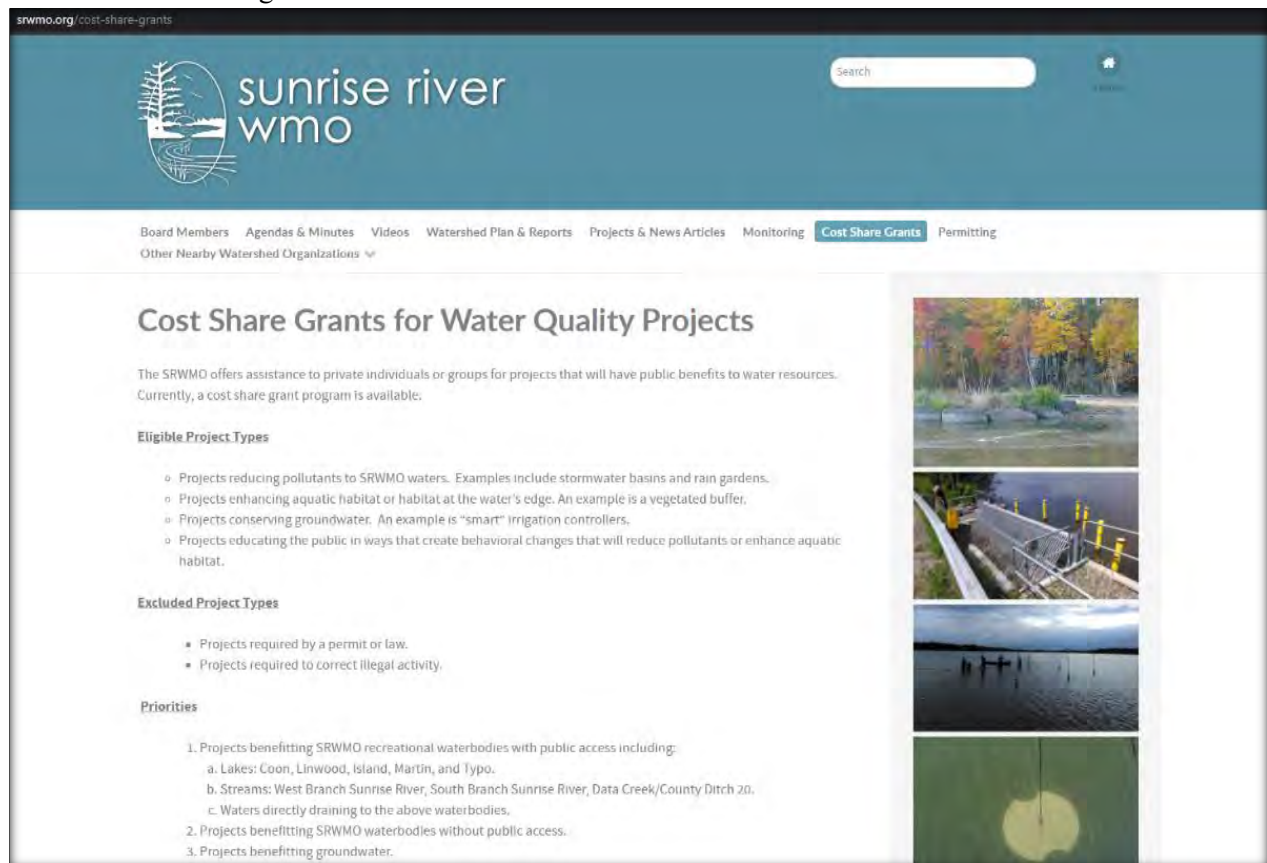 srwmo.org/cost-share-grants
sunrise river
wmo
Search
Board Members Agendas & Minutes Videos Watershed Plan & Reports Projects & News Articles Monitoring Cost Share Grants Permitting
Other Nearby Watershed Organizations
Cost Share Grants for Water Quality Projects
The SRWMO offers assistance to private individuals or groups for projects that will have public benefits to water resources.
Currently, a cost share grant program is available.
Eligible Project Types
Projects reducing pollutants to SRWMO waters. Examples include stormwater basins and rain gardens.
Projects enhancing aquatic habitat or habitat at the water's edge. An example is a vegetated buffer.
Projects conserving groundwater. An example is "smart" irrigation controllers.
Projects educating the public in ways that create behavioral changes that will reduce pollutants or enhance aquatic
habitat.
Excluded Project Types
Projects required by a permit or law.
Projects required to correct illegal activity.
Priorities
1. Projects benefitting SRWMO recreational waterbodies with public access including:
a. Lakes: Coon, Linwood, Island, Martin, and Typo.
b. Streams: West Branch Sunrise River, South Branch Sunrise River, Data Creek/County Ditch 20.
c. Waters directly draining to the above waterbodies.
2. Projects benefitting SRWMO waterbodies without public access.
3. Projects benefitting groundwater.